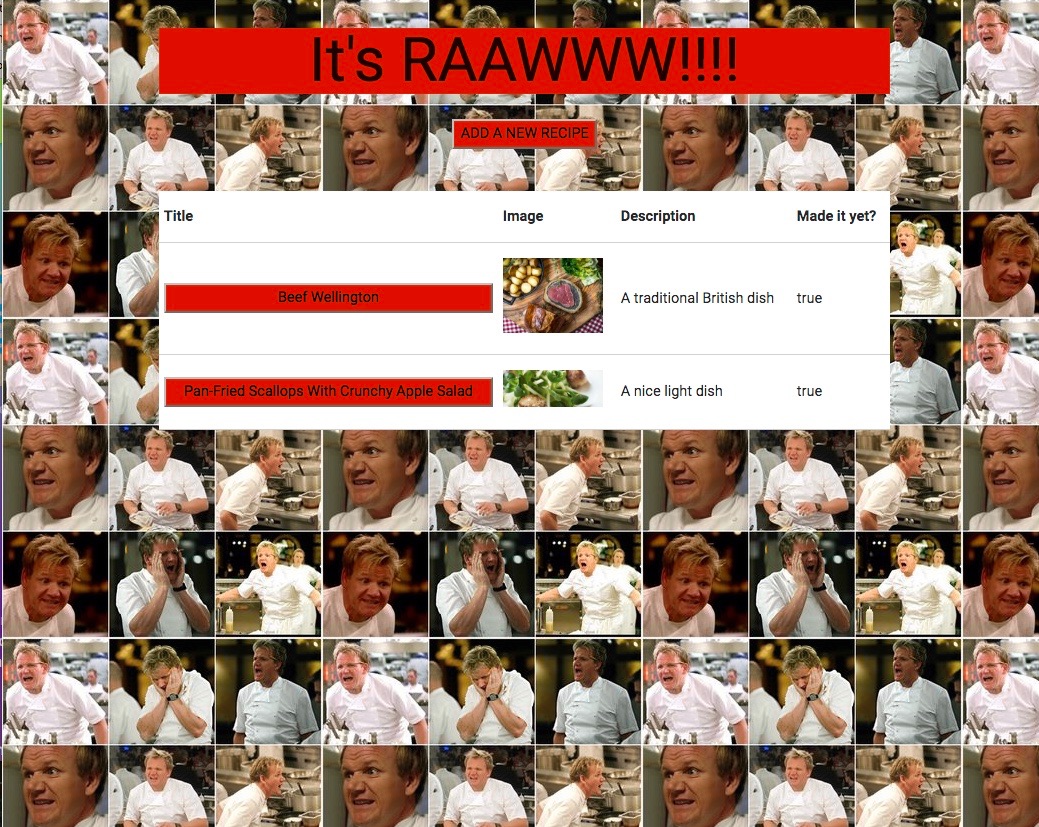 It's RAAWWW!!!!
ADD A NEW RECIPE
Title Image Description Made it yet?
Beef Wellington A traditional British dish true
Pan-Fried Scallops With Crunchy Apple Salad A nice light dish true